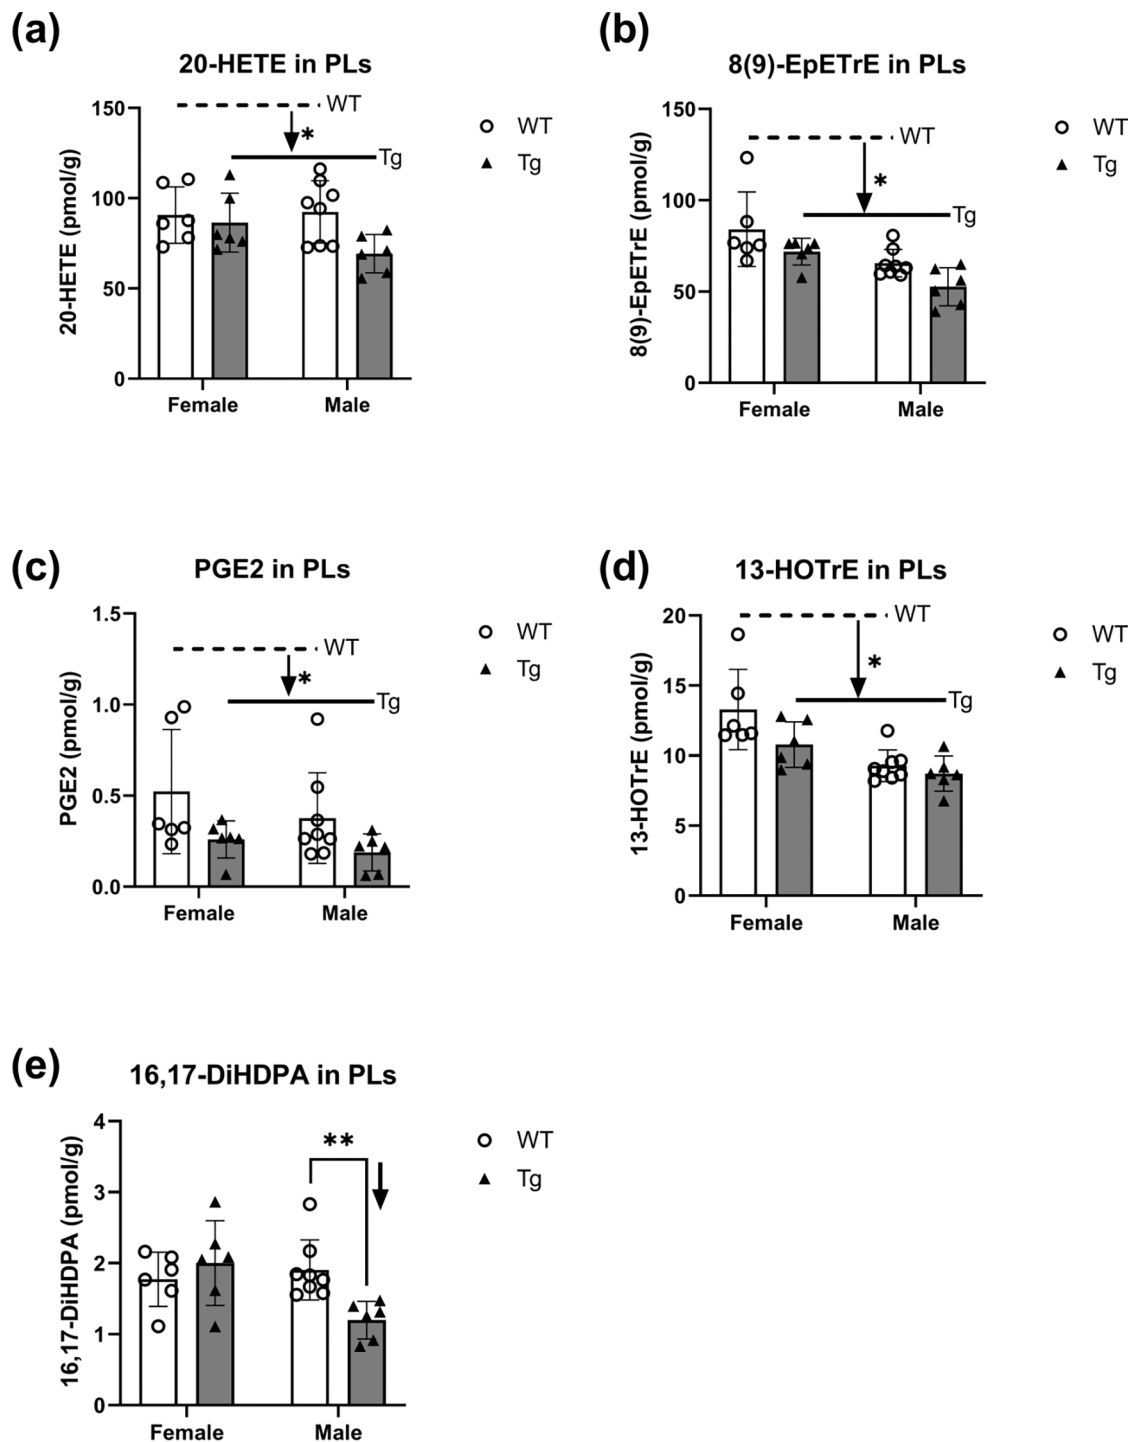 (a)
20-HETE in PLs
20-HETE (pmol/g)
150
100
50
0
WT
*
Tg
Female
Male
WT
Tg
(b)
8(9)-EpETrE in PLs
8(9)-EpETrE (pmol/g)
150
100
50
0
WT
*
Tg
Female
Male
WT
Tg
(c)
PGE2 in PLs
PGE2 (pmol/g)
1.5
1.0
0.5
0.0
WT
*
Tg
Female
Male
WT
Tg
(d)
13-HOTrE in PLs
13-HOTrE (pmol/g)
20
15
10
5
0
WT
*
Tg
Female
Male
WT
Tg
(e)
16,17-DiHDPA in PLs
16,17-DiHDPA (pmol/g)
4
3
2
1
0
**
Female
Male
WT
Tg